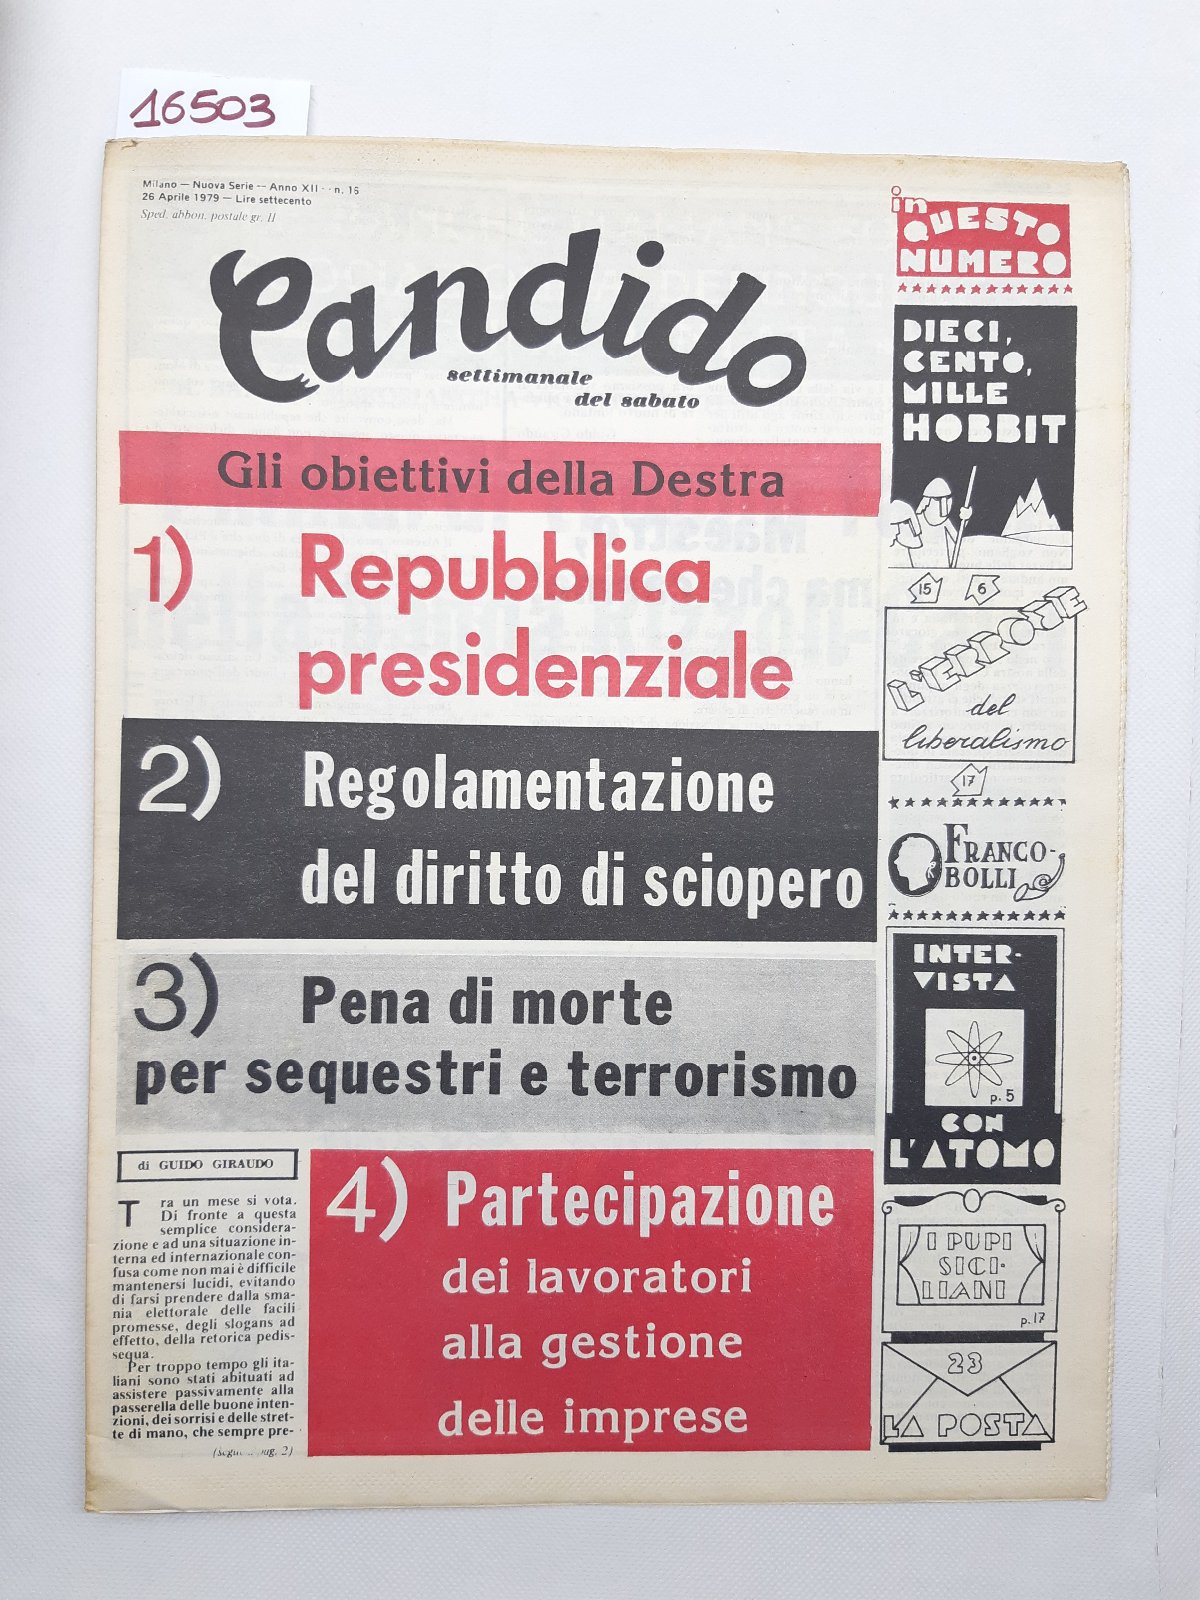 16503
Milano — Nuova Serie — Anno XII - n. 16
26 Aprile 1979 — Lire settecento
Sped. abbon. postale gr. II
Candido
settimanale
del sabato
Gli obiettivi della Destra
1) Repubblica
presidenziale
2) Regolamentazione
del diritto di sciopero
3) Pena di morte
per sequestri e terrorismo
4) Partecipazione
dei lavoratori
alla gestione
delle imprese
di GUIDO GIRAUDO
Tra un mese si vota.
Di fronte a questa
semplice considera-
zione e ad una situazione in-
terna ed internazionale con-
fusa come non mai è difficile
mantenersi lucidi, evitando
di farsi prendere dalla sma-
nia elettorale delle facili
promesse, degli slogans ad
effetto, della retorica pedis-
sequa.
Per troppo tempo gli ita-
liani sono stati abituati ad
assistere passivamente alla
passerella delle buone inten-
zioni, dei sorrisi e delle stret-
te di mano, che sempre pre-
pag. 2)
in
QUESTO
NUMERO
DIECI,
CENTO,
MILLE
HOBBIT
15 6
L'ERRORE
del
liberalismo
17
FRANCO-
BOLLI
INTER-
VISTA
p. 5
CON
L'ATOMO
I PUPI
SICI-
LIANI
p. 17
23
LA POSTA